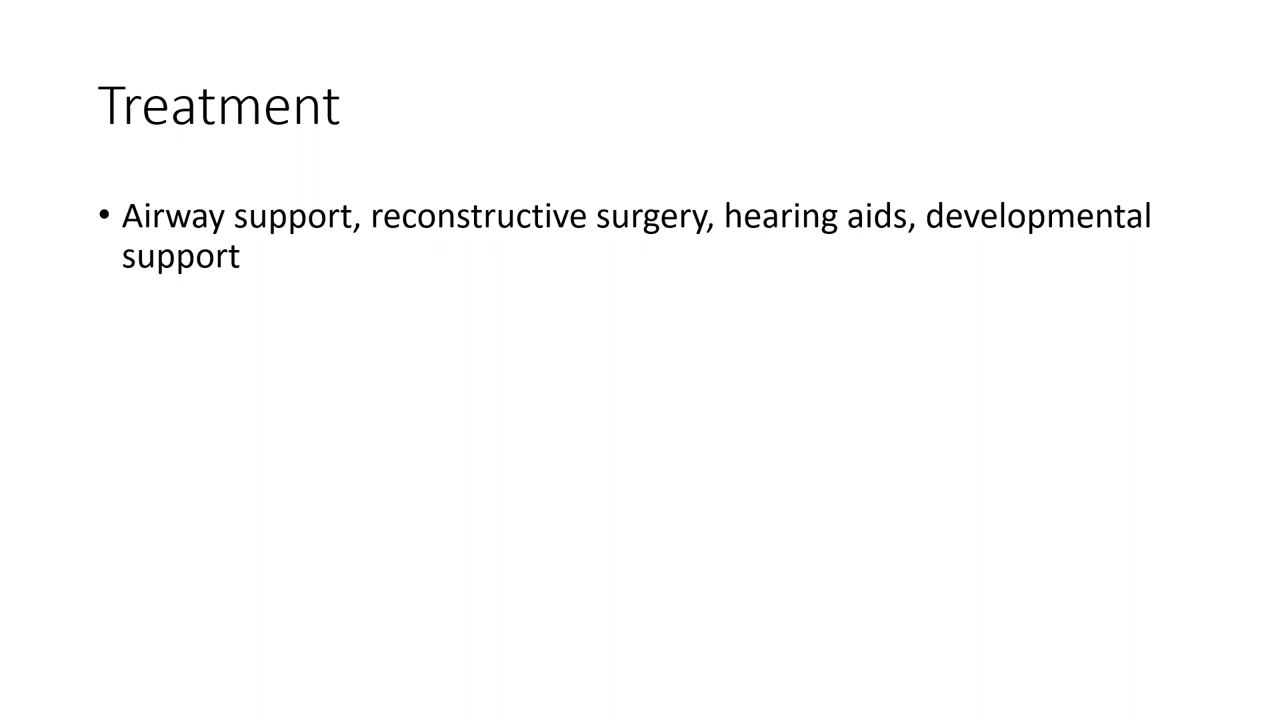 Treatment
• Airway support, reconstructive surgery, hearing aids, developmental
support